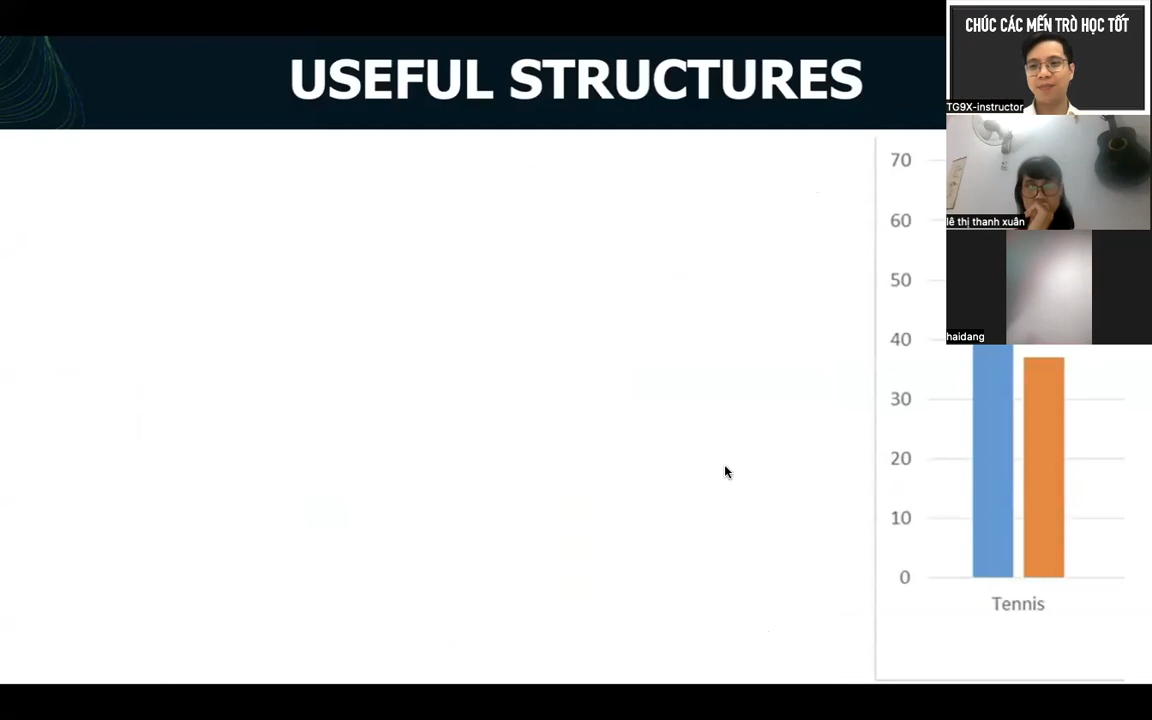 USEFUL STRUCTURES
CHÚC CÁC MẾN TRÒ HỌC TỐT
TG9X-instructor
lê thị thanh xuân
haidang
70
60
50
40
30
20
10
0
Tennis